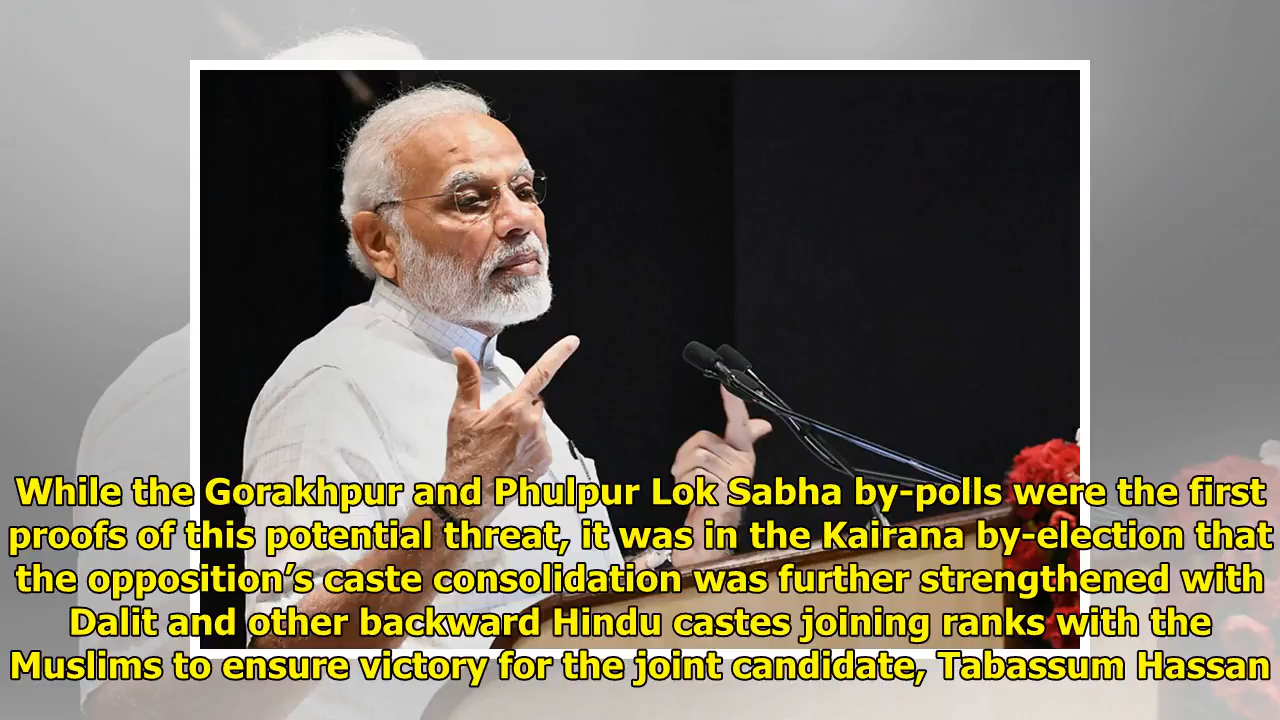 While the Gorakhpur and Phulpur Lok Sabha by-polls were the first
proofs of this potential threat, it was in the Kairana by-election that
the opposition’s caste consolidation was further strengthened with
Dalit and other backward Hindu castes joining ranks with the
Muslims to ensure victory for the joint candidate, Tabassum Hassan